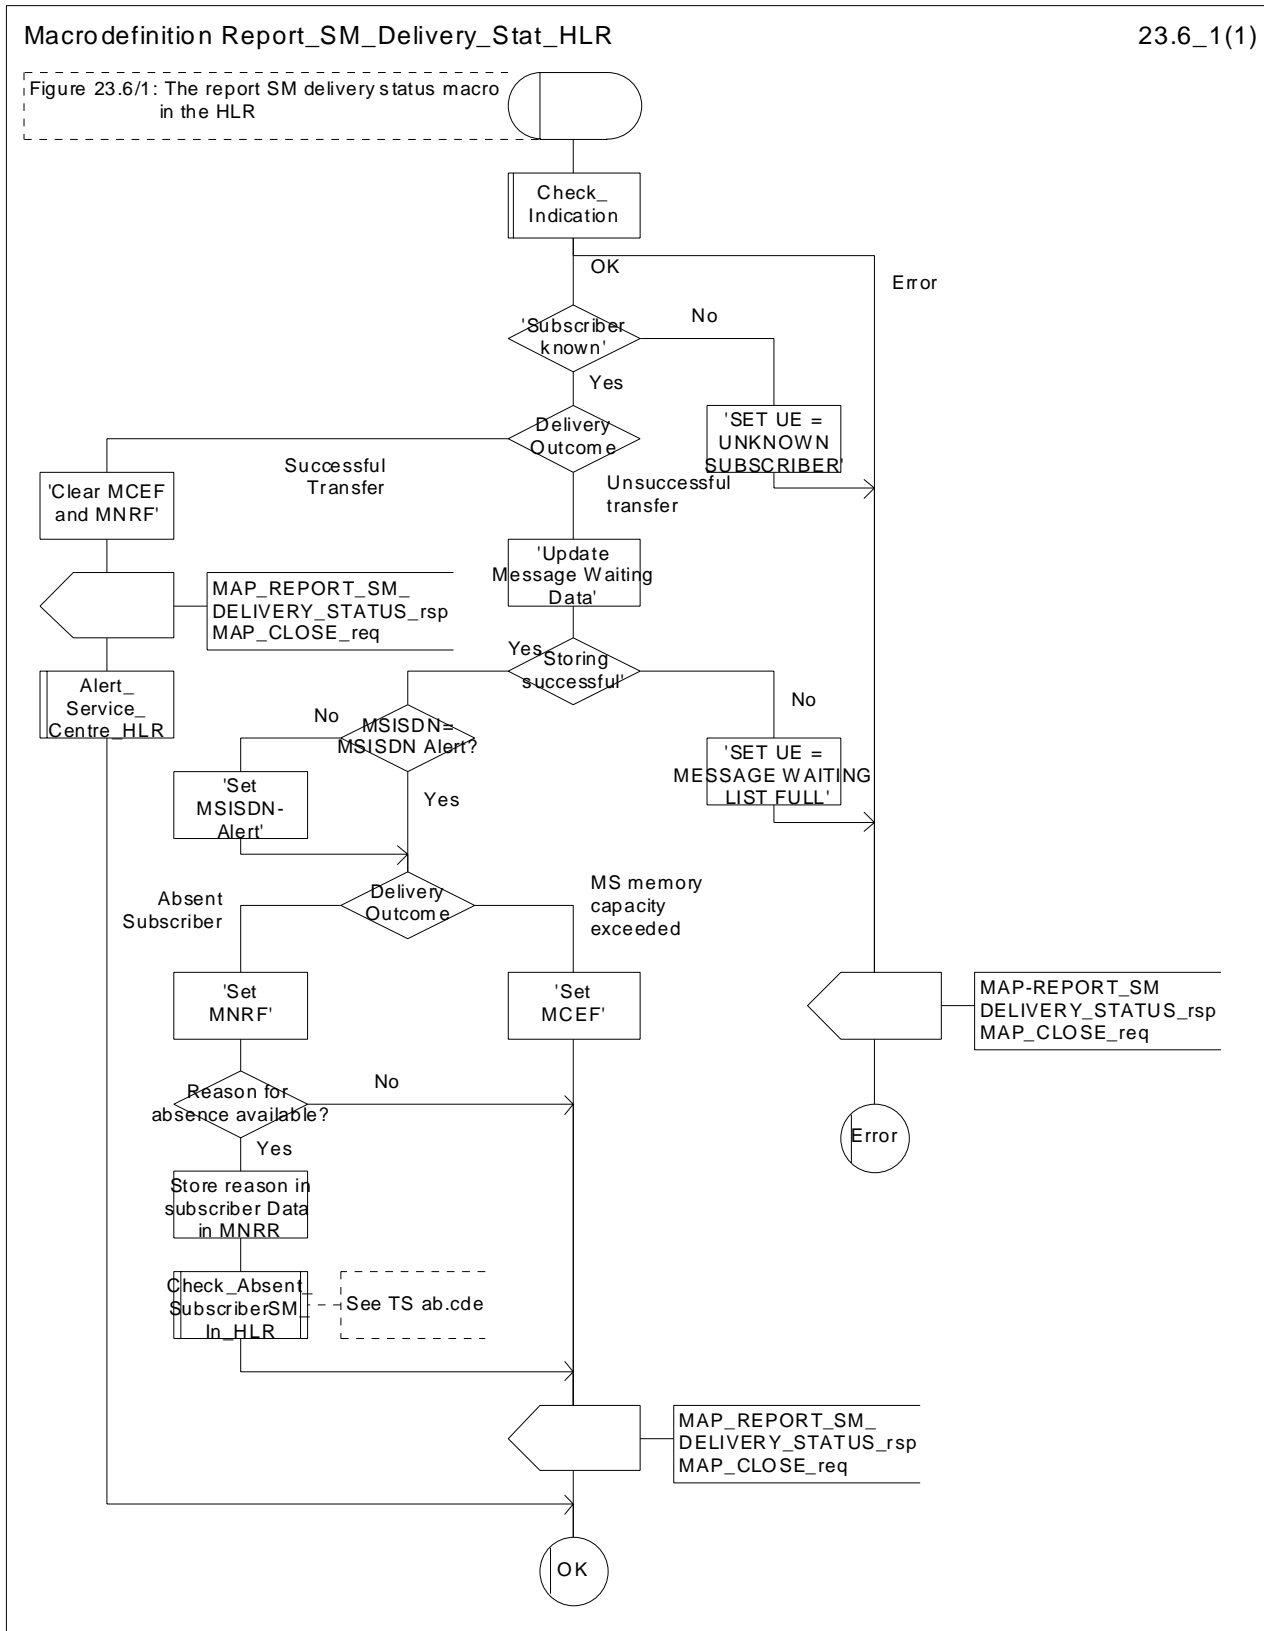 Macrodefinition Report_SM_Delivery_Stat_HLR
23.6_1(1)
Figure 23.6/1: The report SM delivery status macro
in the HLR
Check_
Indication
OK
Error
'Subscriber
known'
No
Yes
Delivery
Outcome
'SET UE =
UNKNOWN
SUBSCRIBER'
Successful
Transfer
Unsuccessful
transfer
'Clear MCEF
and MNRF'
'Update
Message Waiting
Data'
MAP_REPORT_SM_
DELIVERY_STATUS_rsp
MAP_CLOSE_req
Yes
'Storing
successful'
No
Alert_
Service_
Centre_HLR
No
MSISDN=
MSISDN Alert?
'SET UE =
MESSAGE WAITING
LIST FULL'
'Set
MSISDN-
Alert'
Yes
Absent
Subscriber
Delivery
Outcome
MS memory
capacity
exceeded
'Set
MNRF'
'Set
MCEF'
MAP-REPORT_SM
DELIVERY_STATUS_rsp
MAP_CLOSE_req
Reason for
absence available?
No
Error
Yes
Store reason in
subscriber Data
in MNRR
Check_Absent_
SubscriberSM_
In_HLR
See TS ab.cde
MAP_REPORT_SM_
DELIVERY_STATUS_rsp
MAP_CLOSE_req
OK